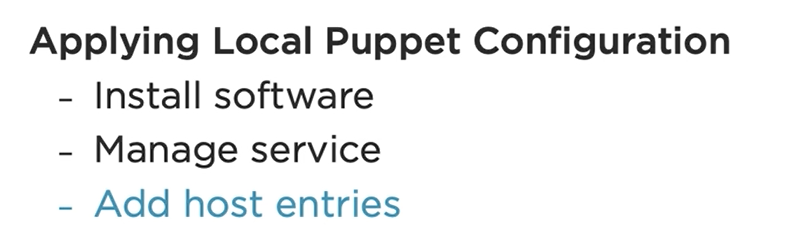 Applying Local Puppet Configuration
- Install software
- Manage service
- Add host entries